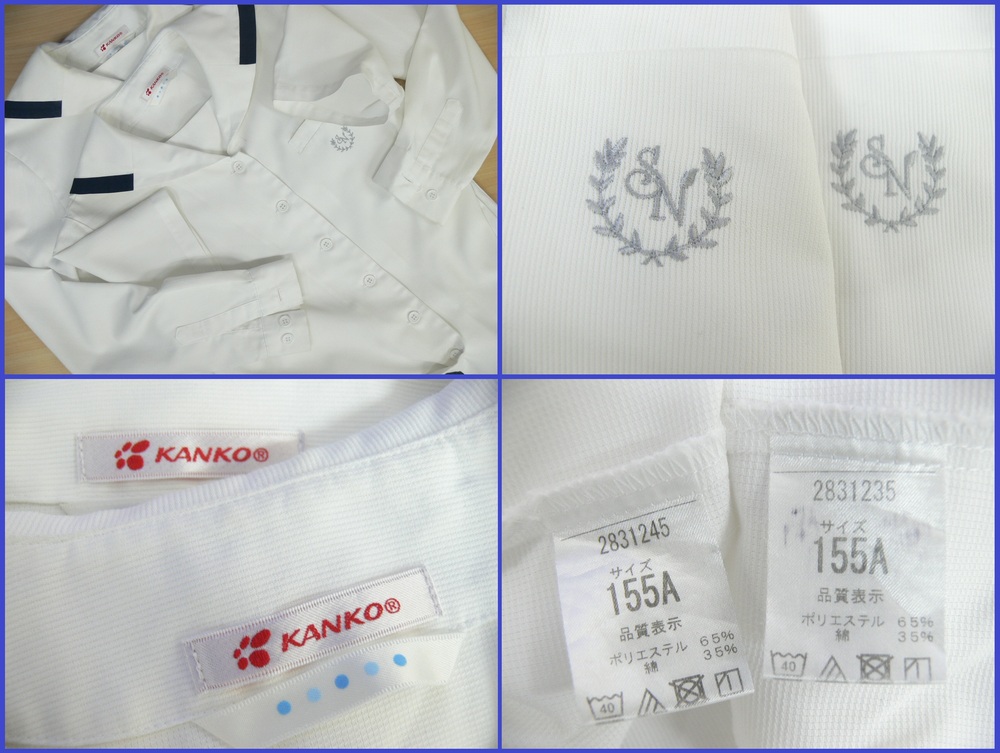 KANKO
KANKO
SN
SN
KANKO®
KANKO®
2831245
サイズ
155A
品質表示
ポリエステル 65%
綿 35%
40
2831235
サイズ
155A
品質表示
ポリエステル 65%
綿 35%
40